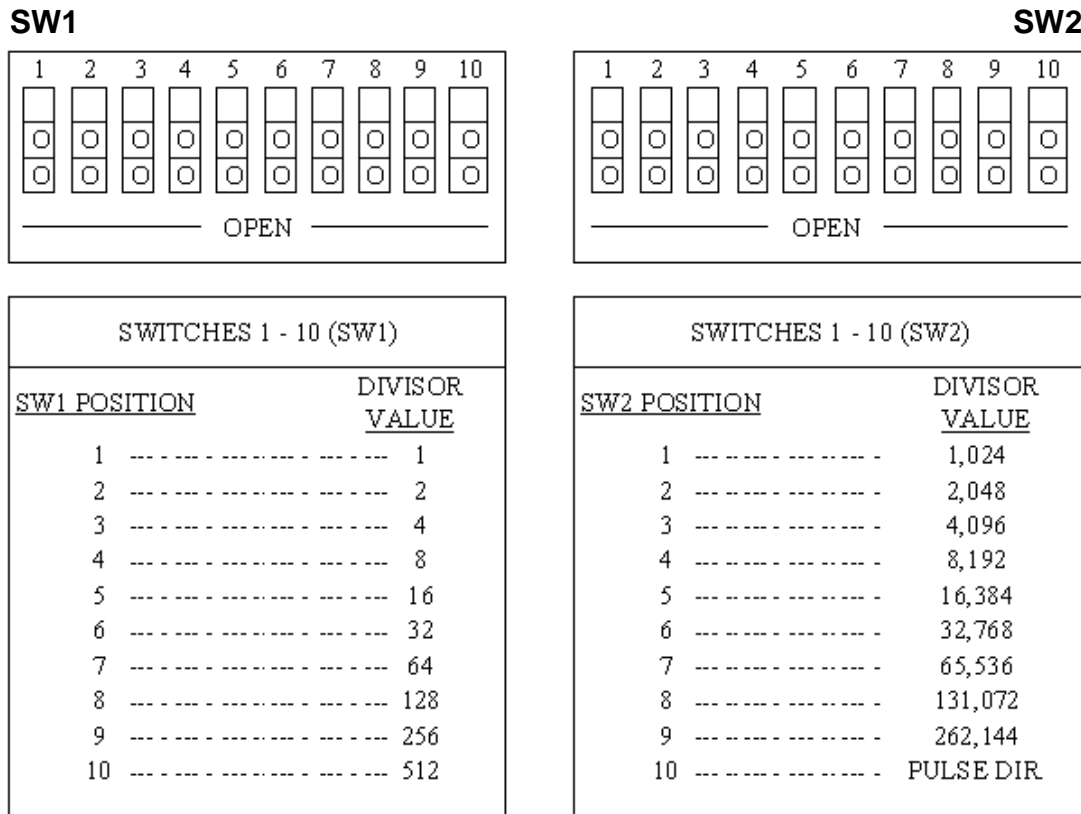 SW1
1 2 3 4 5 6 7 8 9 10
O O O O O O O O O O
O O O O O O O O O O
OPEN
SWITCHES 1 - 10 (SW1)
SW1 POSITION DIVISOR VALUE
1 --- - --- - --- -- --- - --- - --- 1
2 --- - --- - --- -- --- - --- - --- 2
3 --- - --- - --- -- --- - --- - --- 4
4 --- - --- - --- -- --- - --- - --- 8
5 --- - --- - --- -- --- - --- - --- 16
6 --- - --- - --- -- --- - --- - --- 32
7 --- - --- - --- -- --- - --- - --- 64
8 --- - --- - --- -- --- - --- - --- 128
9 --- - --- - --- -- --- - --- - --- 256
10 --- - --- - --- -- --- - --- - --- 512
SW2
1 2 3 4 5 6 7 8 9 10
O O O O O O O O O O
O O O O O O O O O O
OPEN
SWITCHES 1 - 10 (SW2)
SW2 POSITION DIVISOR VALUE
1 --- -- --- - --- -- --- - 1,024
2 --- -- --- - --- -- --- - 2,048
3 --- -- --- - --- -- --- - 4,096
4 --- -- --- - --- -- --- - 8,192
5 --- -- --- - --- -- --- - 16,384
6 --- -- --- - --- -- --- - 32,768
7 --- -- --- - --- -- --- - 65,536
8 --- -- --- - --- -- --- - 131,072
9 --- -- --- - --- -- --- - 262,144
10 --- -- --- - --- -- --- - PULSE DIR.